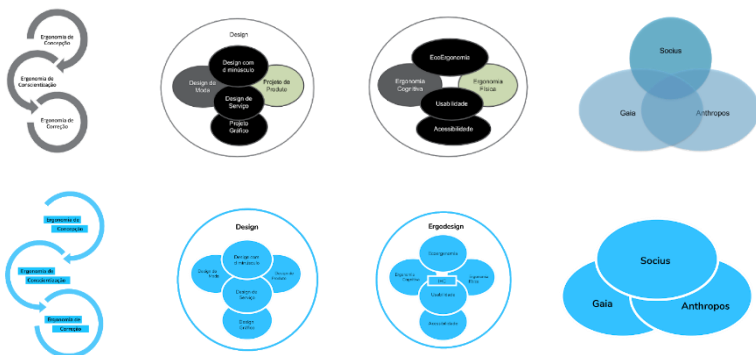 Ergonomia de
Concepção
Ergonomia de
Conscientização
Ergonomia de
Correção
Design
Design com
d minúsculo
Design de
Moda
Projeto de
Produto
Design de
Serviço
Projeto
Gráfico
EcoErgonomia
Ergonomia
Cognitiva
Ergonomia
Física
Usabilidade
Acessibilidade
Socius
Gaia
Anthropos
Ergonomia de
Concepção
Ergonomia de
Conscientização
Ergonomia de
Correção
Design
Design com
d minúsculo
Design de
Moda
Produto
Design de
Serviço
Design
Gráfico
Ergodesign
Ecoergonomia
Ergonomia
Cognitiva
Ergonomia
Física
Usabilidade
Acessibilidade
Socius
Gaia
Anthropos